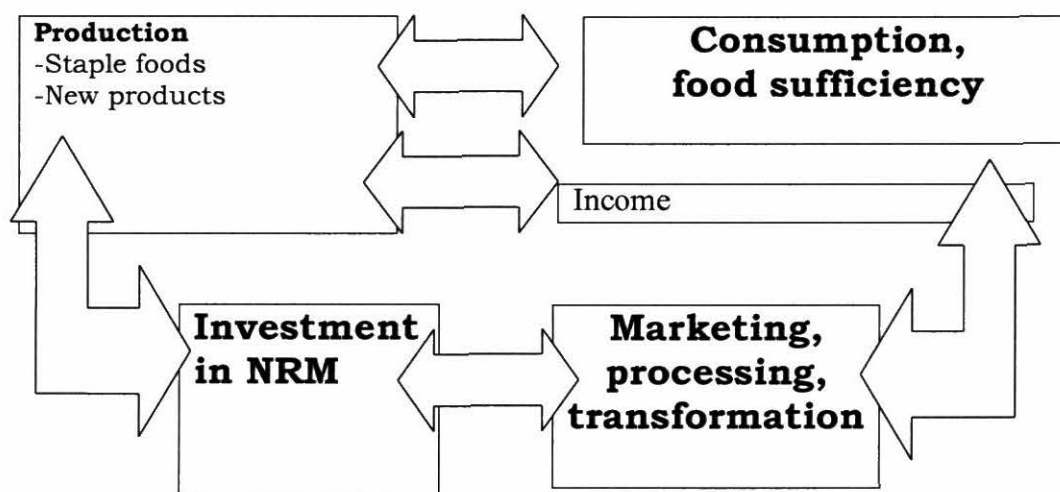 Production
-Staple foods
-New products
Consumption,
food sufficiency
Income
Investment
in NRM
Marketing,
processing,
transformation